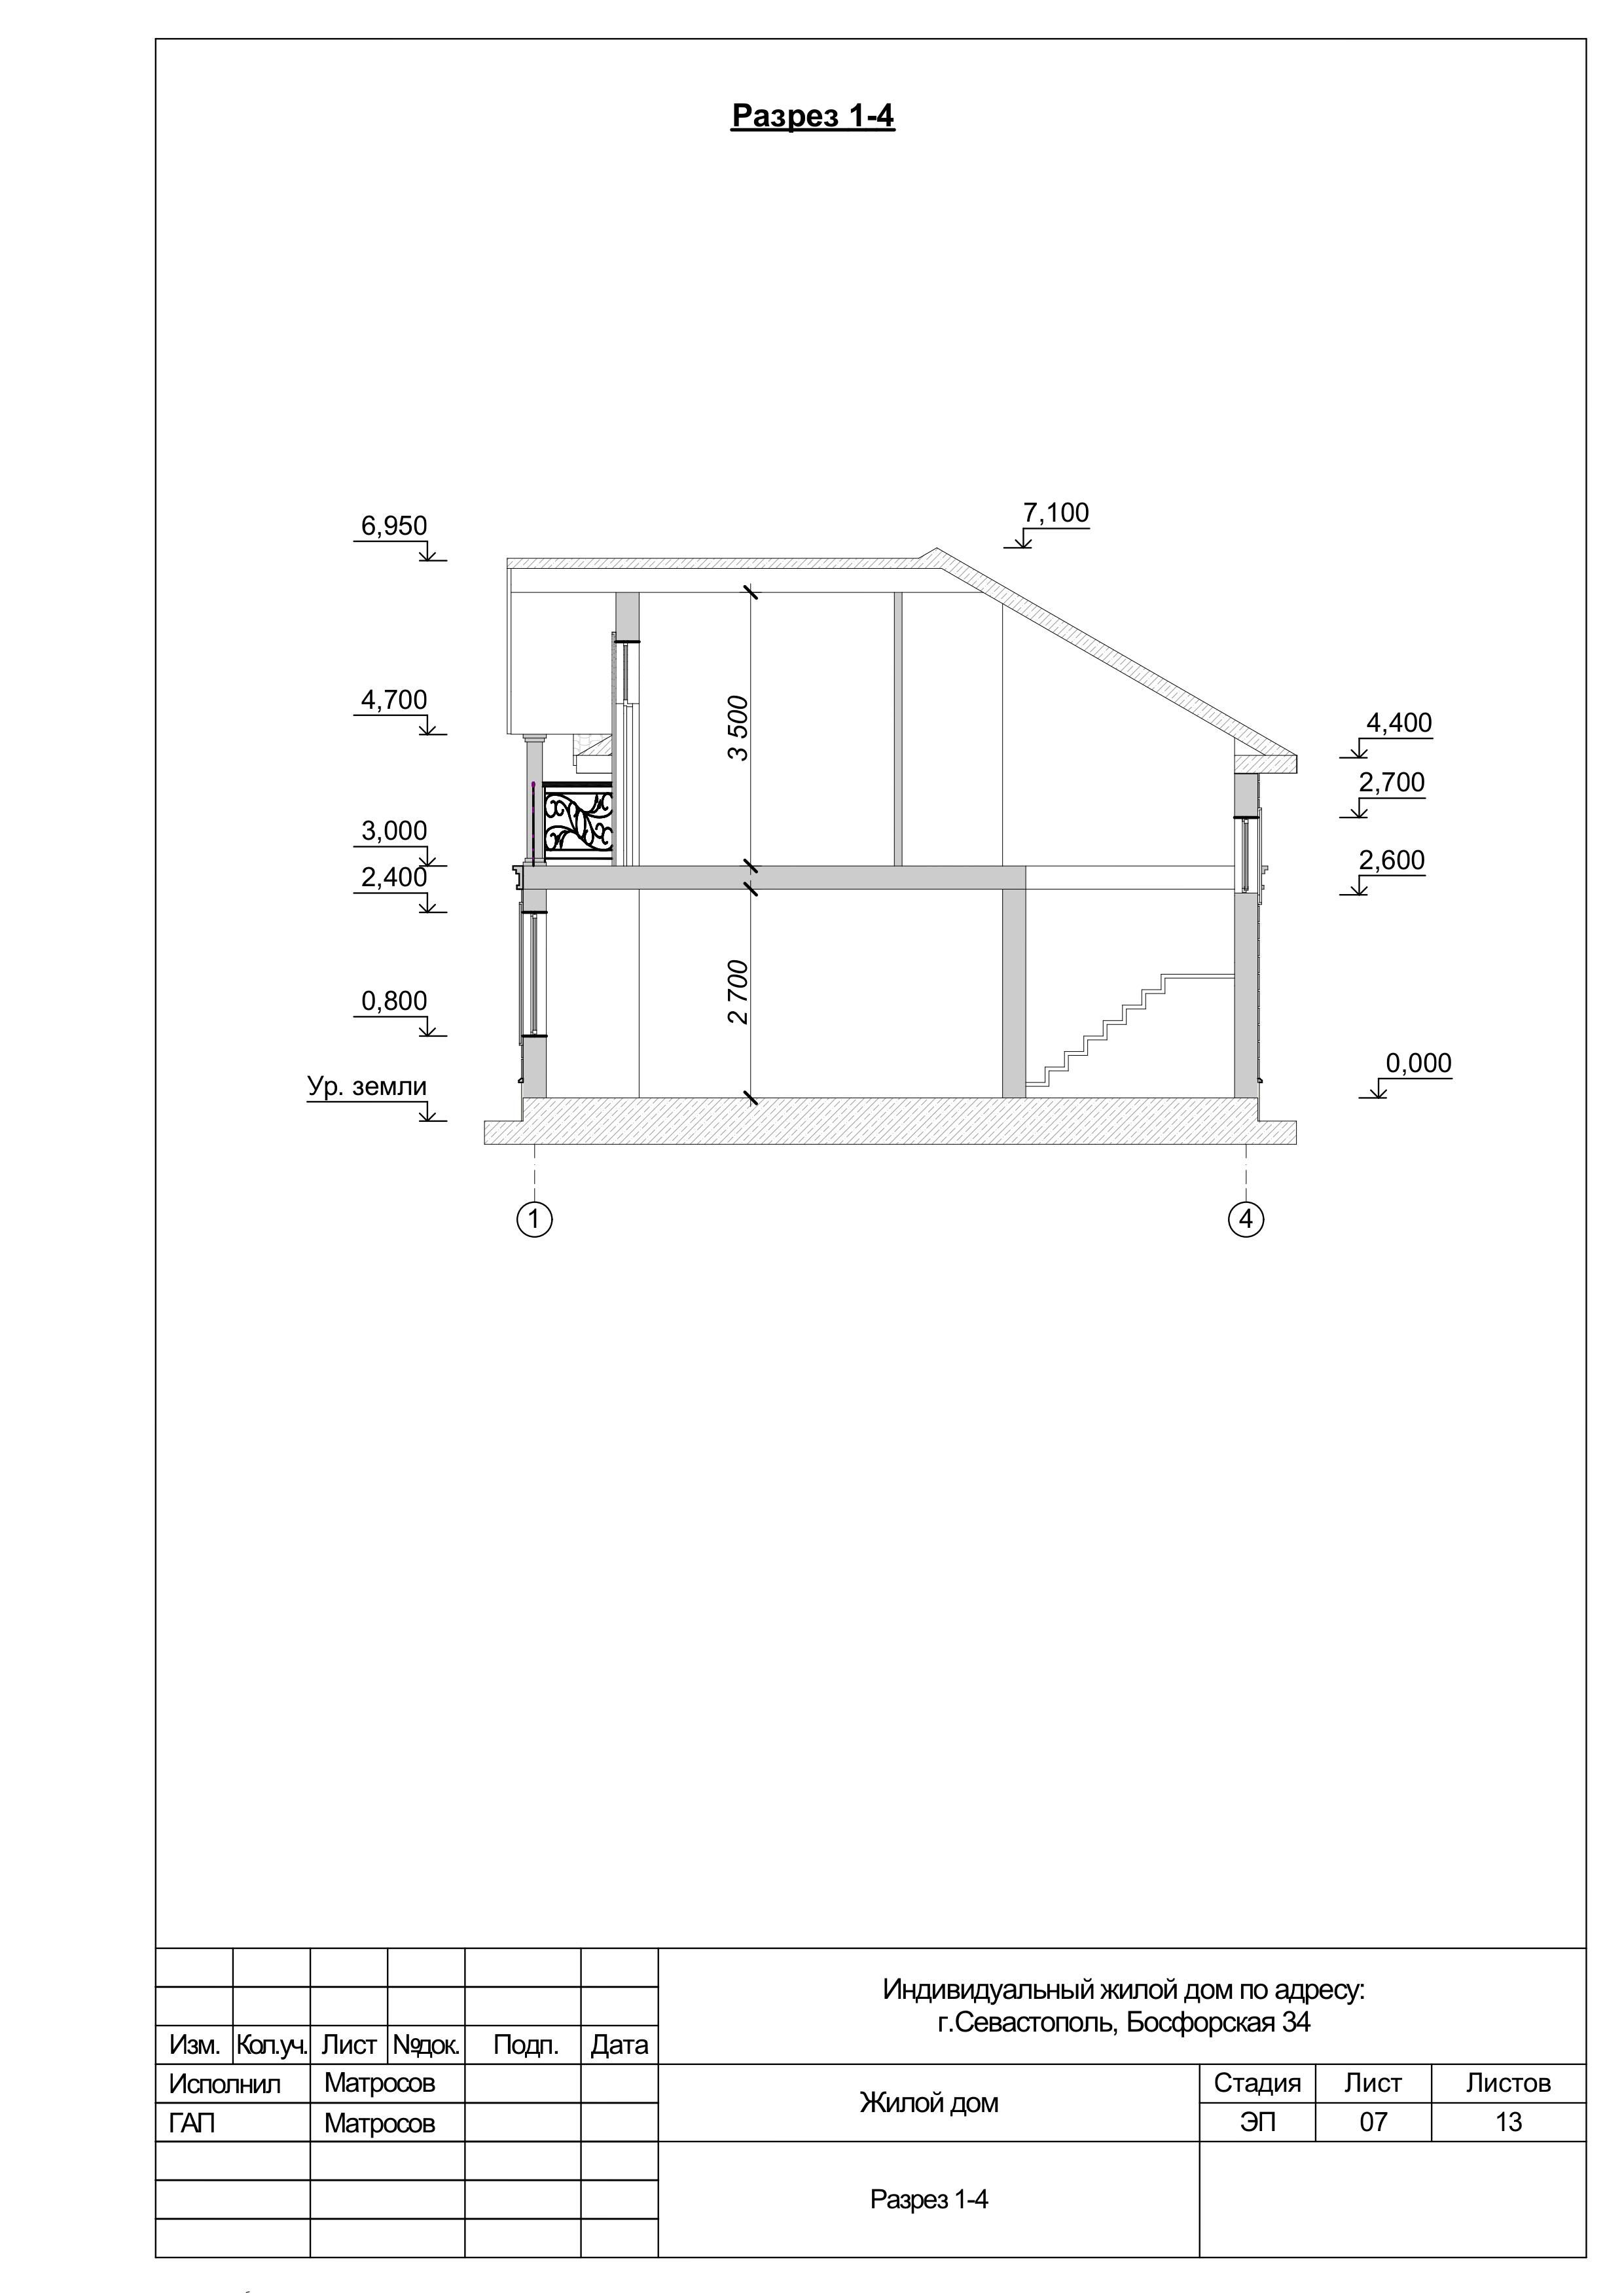 Разрез 1-4
7,100
6,950
4,700
4,400
2,700
3 500
3,000
2,400
2,600
0,800
2 700
Ур. земли
0,000
1
4
Индивидуальный жилой дом по адресу:
г.Севастополь, Босфорская 34
Изм. Кол.уч. Лист №док. Подп. Дата
Исполнил Матросов
ГАП Матросов
Жилой дом
Стадия Лист Листов
ЭП 07 13
Разрез 1-4